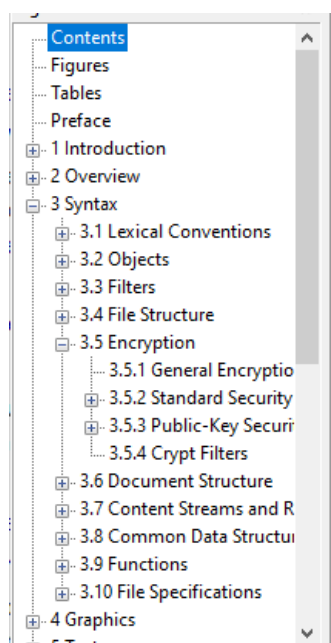 Contents
Figures
Tables
Preface
1 Introduction
2 Overview
3 Syntax
3.1 Lexical Conventions
3.2 Objects
3.3 Filters
3.4 File Structure
3.5 Encryption
3.5.1 General Encryptio
3.5.2 Standard Security
3.5.3 Public-Key Securi
3.5.4 Crypt Filters
3.6 Document Structure
3.7 Content Streams and R
3.8 Common Data Structu
3.9 Functions
3.10 File Specifications
4 Graphics